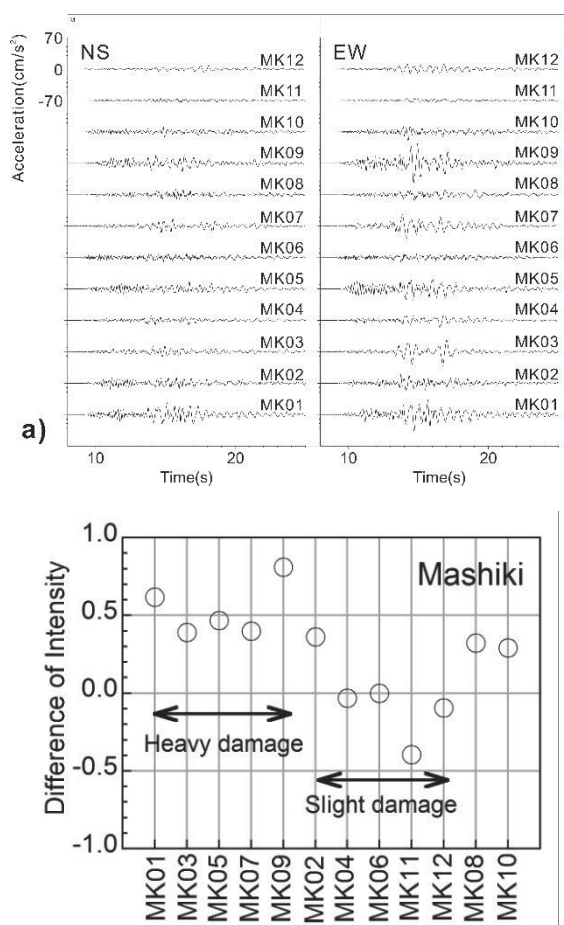 M
70
0
-70
Acceleration(cm/s²)
NS
MK12
MK11
MK10
MK09
MK08
MK07
MK06
MK05
MK04
MK03
MK02
MK01
10
20
Time(s)
EW
MK12
MK11
MK10
MK09
MK08
MK07
MK06
MK05
MK04
MK03
MK02
MK01
10
20
Time(s)
a)
Mashiki
Difference of Intensity
1.0
0.5
0.0
-0.5
-1.0
Heavy damage
Slight damage
MK01
MK03
MK05
MK07
MK09
MK02
MK04
MK06
MK11
MK12
MK08
MK10